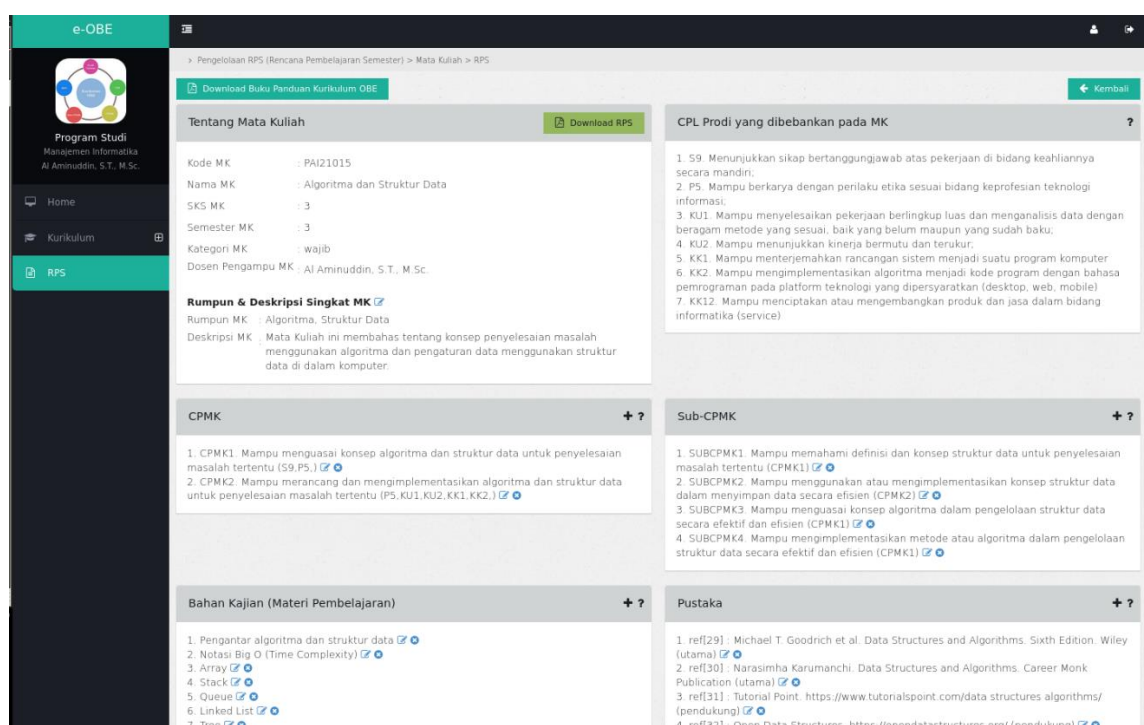 e-OBE
Program Studi
Manajemen Informatika
Al Aminuddin, S.T., M.Sc.
Home
Kurikulum
RPS
> Pengelolaan RPS (Rencana Pembelajaran Semester) > Mata Kuliah > RPS
Download Buku Panduan Kurikulum OBE
Kembali
Tentang Mata Kuliah
Download RPS
Kode MK : PAI21015
Nama MK : Algoritma dan Struktur Data
SKS MK : 3
Semester MK : 3
Kategori MK : wajib
Dosen Pengampu MK : Al Aminuddin, S.T., M.Sc.
Rumpun & Deskripsi Singkat MK
Rumpun MK : Algoritma, Struktur Data
Deskripsi MK : Mata Kuliah ini membahas tentang konsep penyelesaian masalah
menggunakan algoritma dan pengaturan data menggunakan struktur
data di dalam komputer.
CPL Prodi yang dibebankan pada MK ?
1. S9. Menunjukkan sikap bertanggungjawab atas pekerjaan di bidang keahliannya
secara mandiri;
2. P5. Mampu berkarya dengan perilaku etika sesuai bidang keprofesian teknologi
informasi;
3. KU1. Mampu menyelesaikan pekerjaan berlingkup luas dan menganalisis data dengan
beragam metode yang sesuai, baik yang belum maupun yang sudah baku;
4. KU2. Mampu menunjukkan kinerja bermutu dan terukur;
5. KK1. Mampu menterjemahkan rancangan sistem menjadi suatu program komputer
6. KK2. Mampu mengimplementasikan algoritma menjadi kode program dengan bahasa
pemrograman pada platform teknologi yang dipersyaratkan (desktop, web, mobile)
7. KK12. Mampu menciptakan atau mengembangkan produk dan jasa dalam bidang
informatika (service)
CPMK + ?
1. CPMK1. Mampu menguasai konsep algoritma dan struktur data untuk penyelesaian
masalah tertentu (S9,P5,)
2. CPMK2. Mampu merancang dan mengimplementasikan algoritma dan struktur data
untuk penyelesaian masalah tertentu (P5,KU1,KU2,KK1,KK2,)
Sub-CPMK + ?
1. SUBCPMK1. Mampu memahami definisi dan konsep struktur data untuk penyelesaian
masalah tertentu (CPMK1)
2. SUBCPMK2. Mampu menggunakan atau mengimplementasikan konsep struktur data
dalam menyimpan data secara efisien (CPMK2)
3. SUBCPMK3. Mampu menguasai konsep algoritma dalam pengelolaan struktur data
secara efektif dan efisien (CPMK1)
4. SUBCPMK4. Mampu mengimplementasikan metode atau algoritma dalam pengelolaan
struktur data secara efektif dan efisien (CPMK1)
Bahan Kajian (Materi Pembelajaran) + ?
1. Pengantar algoritma dan struktur data
2. Notasi Big O (Time Complexity)
3. Array
4. Stack
5. Queue
6. Linked List
7. Tree
Pustaka + ?
1. ref[29] : Michael T. Goodrich et al. Data Structures and Algorithms. Sixth Edition. Wiley
(utama)
2. ref[30] : Narasimha Karumanchi. Data Structures and Algorithms. Career Monk
Publication (utama)
3. ref[31] : Tutorial Point. https://www.tutorialspoint.com/data structures algorithms/
(pendukung)
4. ref[32] : Open Data Structures. https://opendatastructures.org/ (pendukung)